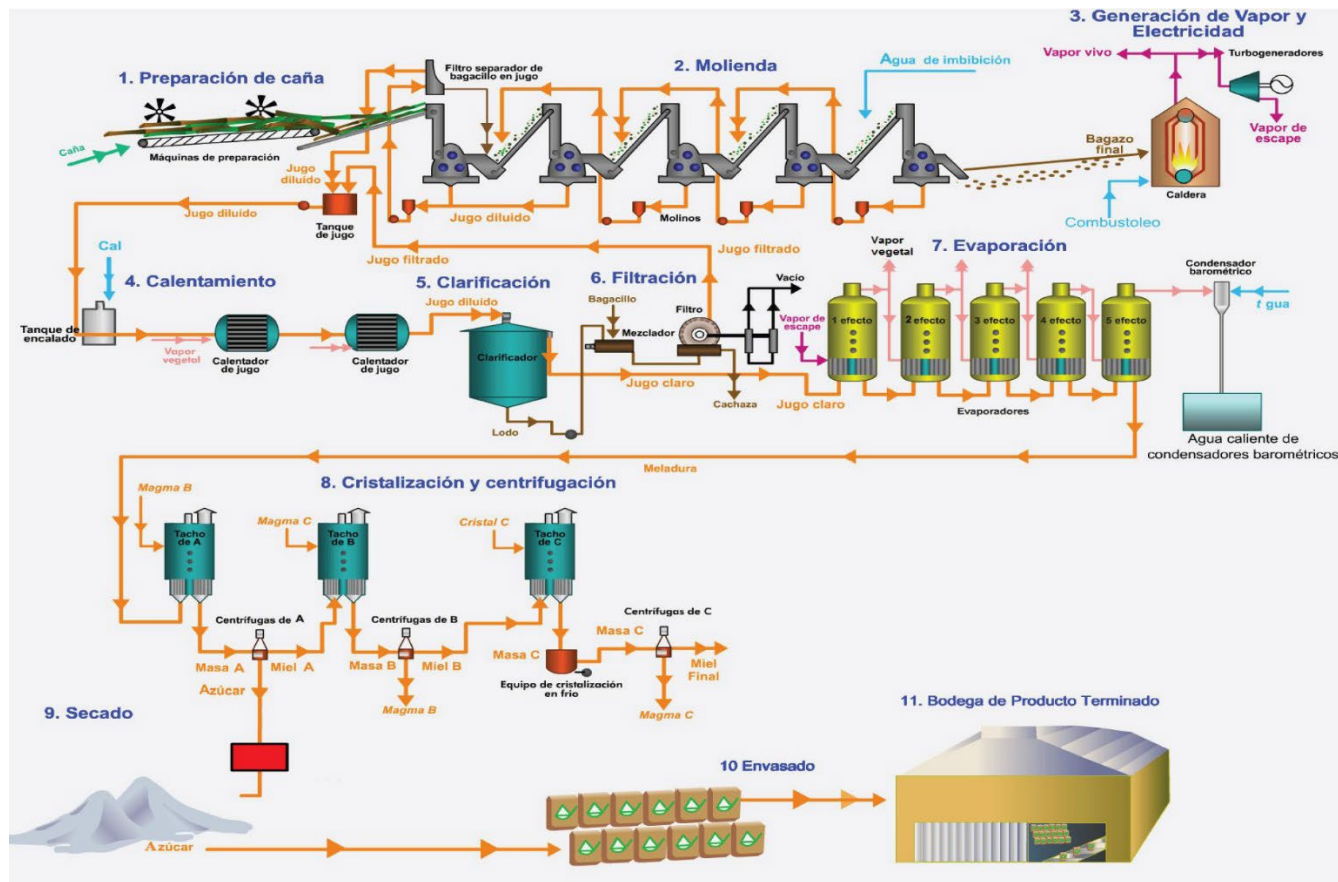 3. Generación de Vapor y
Electricidad
Vapor vivo
Turbogeneradores
Vapor de
escape
1. Preparación de caña
Filtro separador de
bagacillo en jugo
2. Molienda
Agua de imbibición
Caña
Máquinas de preparación
Bagazo
final
Caldera
Combustoleo
Jugo
diluido
Jugo diluido
Tanque
de jugo
Jugo diluido
Molinos
Jugo filtrado
Jugo filtrado
Cal
4. Calentamiento
Tanque de
encalado
Vapor
vegetal
Calentador
de jugo
Calentador
de jugo
5. Clarificación
Jugo diluido
Clarificador
Lodo
6. Filtración
Bagacillo
Mezclador
Filtro
Vacío
Cachaza
Jugo claro
Jugo claro
Vapor
vegetal
7. Evaporación
Vapor de
escape
1 efecto
2 efecto
3 efecto
4 efecto
5 efecto
Evaporadores
Condensador
barométrico
t gua
Agua caliente de
condensadores barométricos
Meladura
8. Cristalización y centrifugación
Magma B
Tacho
de A
Magma C
Tacho
de B
Cristal C
Tacho
de C
Centrífugas de A
Masa A
Miel A
Centrífugas de B
Masa B
Miel B
Magma B
Masa C
Equipo de cristalización
en frio
Masa C
Centrífugas de C
Miel
Final
Magma C
Azúcar
9. Secado
Azúcar
10 Envasado
11. Bodega de Producto Terminado